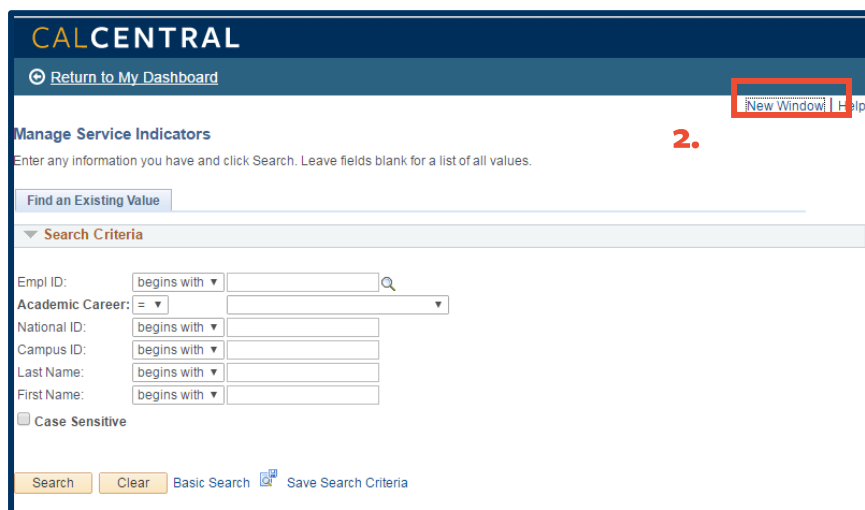 CALCENTRAL
Return to My Dashboard
New Window | Help
2.
Manage Service Indicators
Enter any information you have and click Search. Leave fields blank for a list of all values.
Find an Existing Value
Search Criteria
Empl ID: begins with
Academic Career: =
National ID: begins with
Campus ID: begins with
Last Name: begins with
First Name: begins with
Case Sensitive
Search Clear Basic Search Save Search Criteria